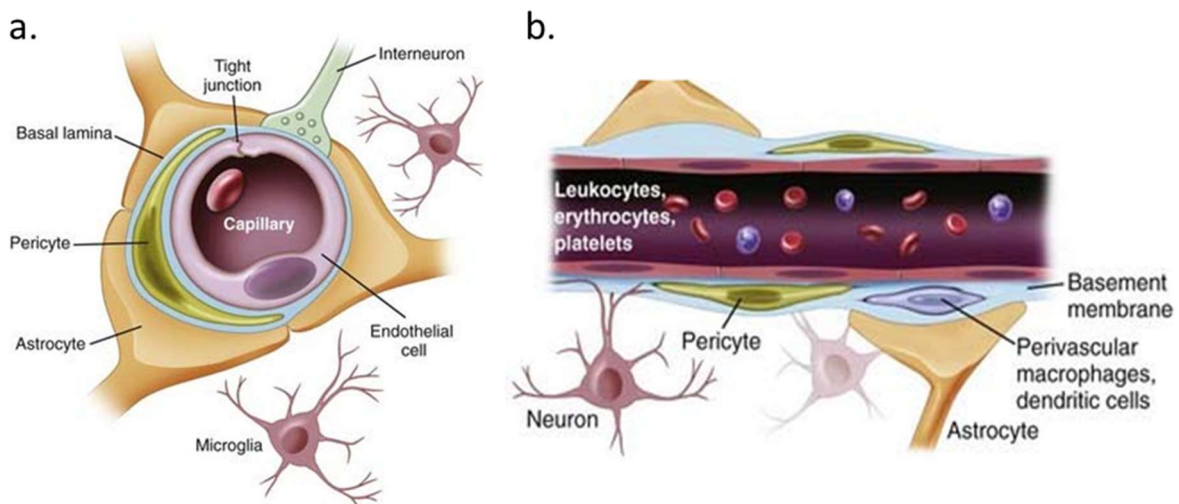 a.
Tight
junction
Interneuron
Basal lamina
Capillary
Pericyte
Astrocyte
Endothelial
cell
Microglia
b.
Leukocytes,
erythrocytes,
platelets
Basement
membrane
Pericyte
Perivascular
macrophages,
dendritic cells
Neuron
Astrocyte